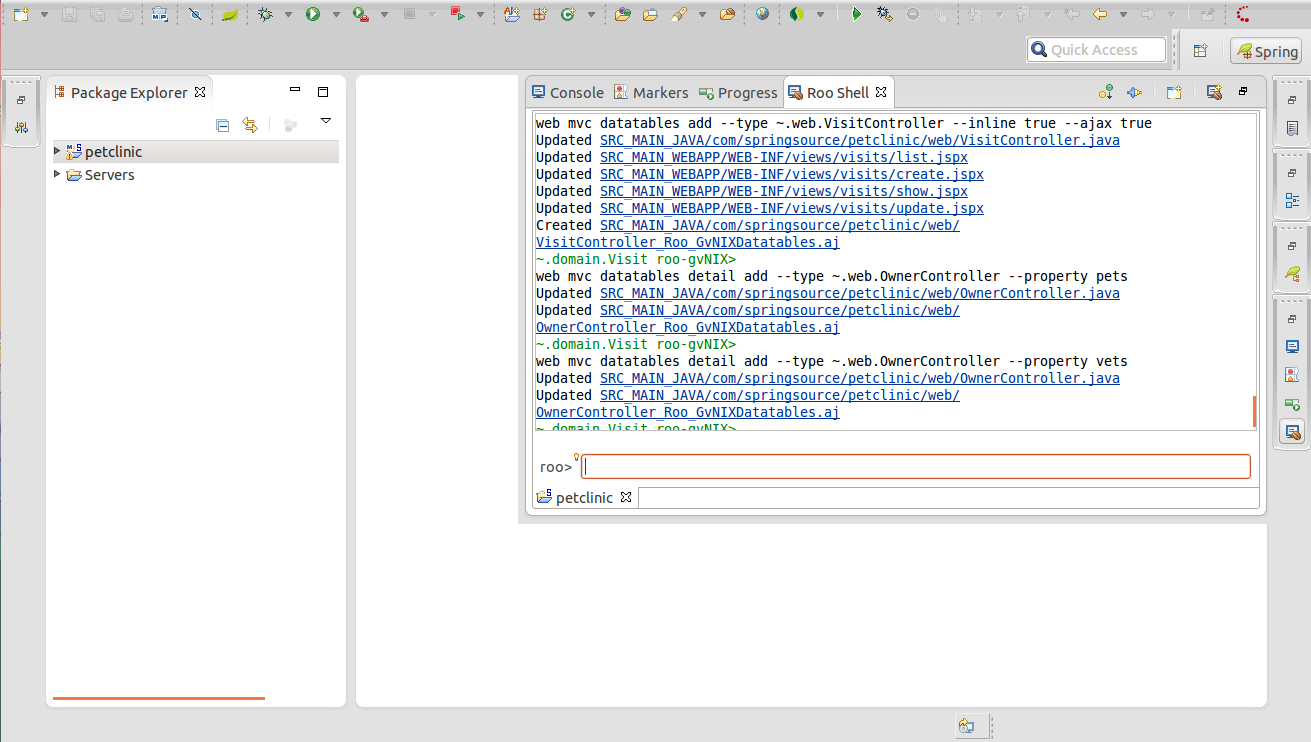 Quick Access
Spring
Package Explorer
petclinic
Servers
Console
Markers
Progress
Roo Shell
web mvc datatables add --type ~.web.VisitController --inline true --ajax true
Updated SRC_MAIN_JAVA/com/springsource/petclinic/web/VisitController.java
Updated SRC_MAIN_WEBAPP/WEB-INF/views/visits/list.jspx
Updated SRC_MAIN_WEBAPP/WEB-INF/views/visits/create.jspx
Updated SRC_MAIN_WEBAPP/WEB-INF/views/visits/show.jspx
Updated SRC_MAIN_WEBAPP/WEB-INF/views/visits/update.jspx
Created SRC_MAIN_JAVA/com/springsource/petclinic/web/
VisitController_Roo_GvNIXDatatables.aj
~.domain.Visit roo-gvNIX>
web mvc datatables detail add --type ~.web.OwnerController --property pets
Updated SRC_MAIN_JAVA/com/springsource/petclinic/web/OwnerController.java
Updated SRC_MAIN_JAVA/com/springsource/petclinic/web/
OwnerController_Roo_GvNIXDatatables.aj
~.domain.Visit roo-gvNIX>
web mvc datatables detail add --type ~.web.OwnerController --property vets
Updated SRC_MAIN_JAVA/com/springsource/petclinic/web/OwnerController.java
Updated SRC_MAIN_JAVA/com/springsource/petclinic/web/
OwnerController_Roo_GvNIXDatatables.aj
~.domain.Visit roo-gvNIX>
roo>
petclinic